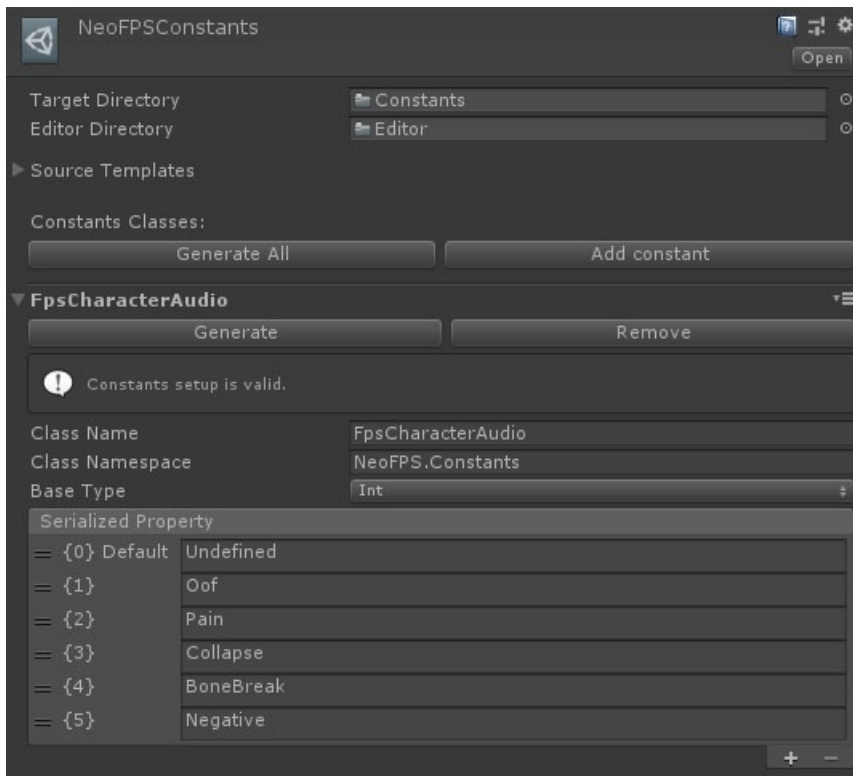 NeoFPSConstants
Open
Target Directory Constants
Editor Directory Editor
Source Templates
Constants Classes:
Generate All Add constant
FpsCharacterAudio
Generate Remove
Constants setup is valid.
Class Name FpsCharacterAudio
Class Namespace NeoFPS.Constants
Base Type Int
Serialized Property
= {0} Default Undefined
= {1} Oof
= {2} Pain
= {3} Collapse
= {4} BoneBreak
= {5} Negative
+ −